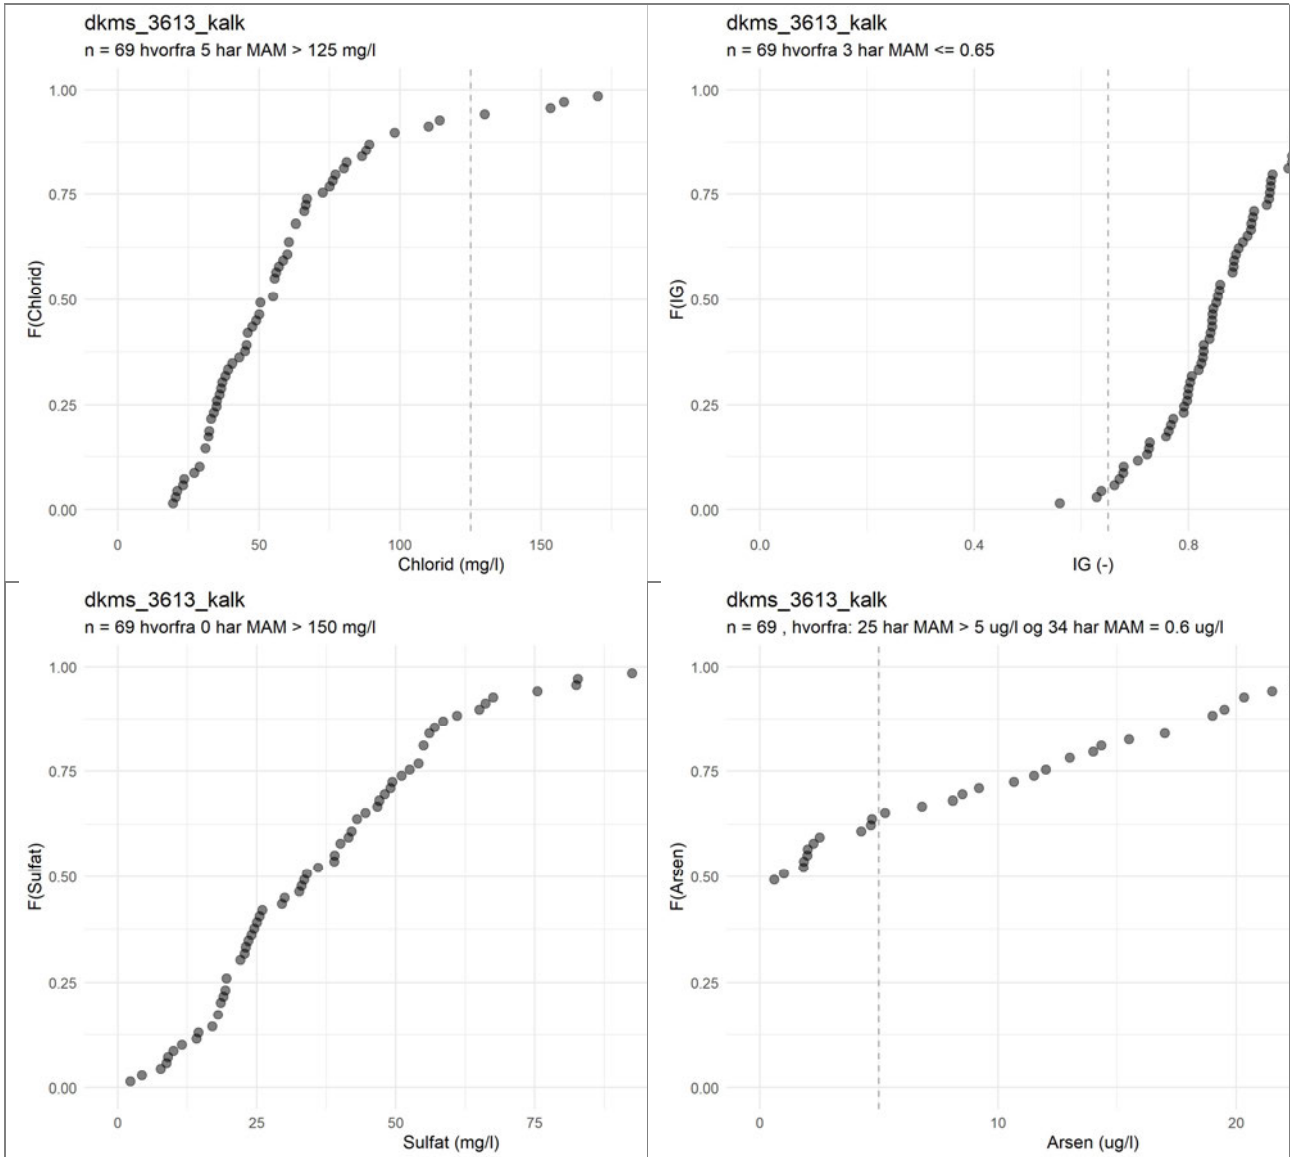 dkms_3613_kalk
n = 69 hvorfra 5 har MAM > 125 mg/l
1.00
0.75
0.50
0.25
0.00
F(Chlorid)
0
50
100
150
Chlorid (mg/l)
dkms_3613_kalk
n = 69 hvorfra 3 har MAM <= 0.65
1.00
0.75
0.50
0.25
0.00
F(IG)
0.0
0.4
0.8
IG (-)
dkms_3613_kalk
n = 69 hvorfra 0 har MAM > 150 mg/l
1.00
0.75
0.50
0.25
0.00
F(Sulfat)
0
25
50
75
Sulfat (mg/l)
dkms_3613_kalk
n = 69 , hvorfra: 25 har MAM > 5 ug/l og 34 har MAM = 0.6 ug/l
1.00
0.75
0.50
0.25
0.00
F(Arsen)
0
10
20
Arsen (ug/l)